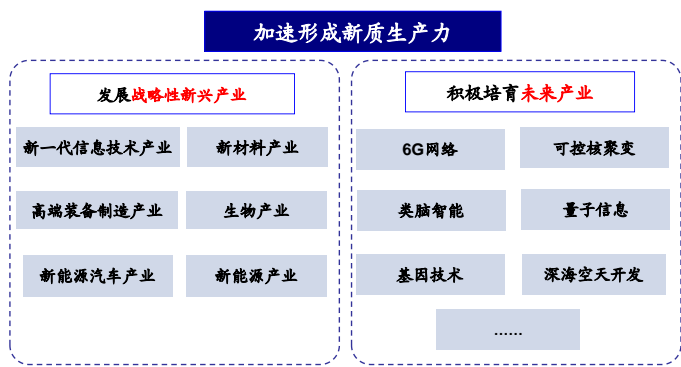 加速形成新质生产力
发展战略性新兴产业
新一代信息技术产业
新材料产业
高端装备制造产业
生物产业
新能源汽车产业
新能源产业
积极培育未来产业
6G网络
可控核聚变
类脑智能
量子信息
基因技术
深海空天开发
……